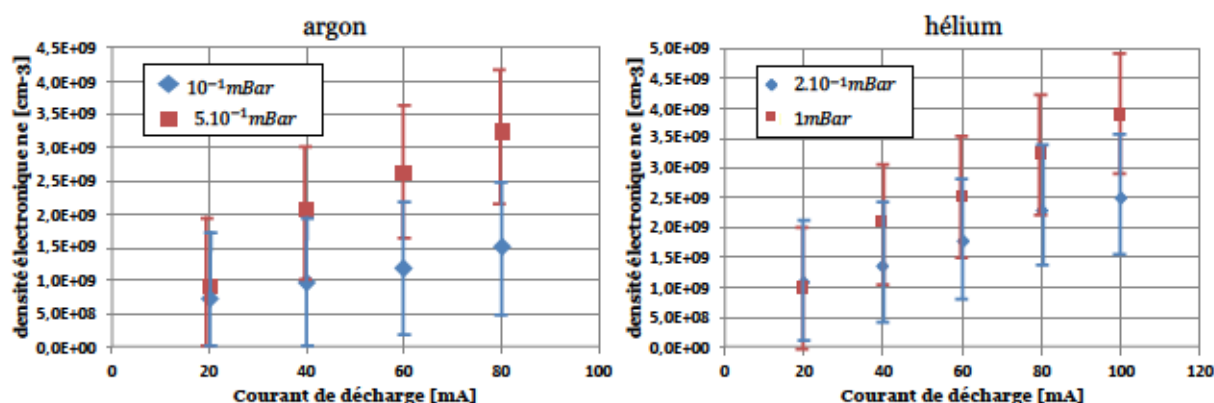 argon
densité électronique ne [cm-3]
4,5E+09
4,0E+09
3,5E+09
3,0E+09
2,5E+09
2,0E+09
1,5E+09
1,0E+09
5,0E+08
0,0E+00
10⁻¹mBar
5.10⁻¹mBar
0
20
40
60
80
100
Courant de décharge [mA]
hélium
densité électronique ne [cm-3]
5,0E+09
4,5E+09
4,0E+09
3,5E+09
3,0E+09
2,5E+09
2,0E+09
1,5E+09
1,0E+09
5,0E+08
0,0E+00
2.10⁻¹mBar
1mBar
0
20
40
60
80
100
120
Courant de décharge [mA]